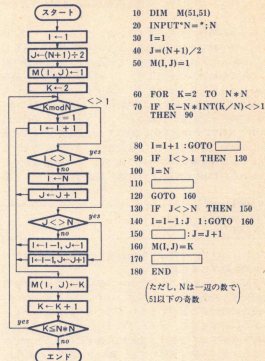 スタート
I←1
J←(N+1)÷2
M(I,J)←1
K←2
KmodN
<>1
=1
I←I+1
yes
I<>1
no
I←N
J←J+1
yes
J<>N
no
I←I-1, J←1
I←I-1, J←J+1
M(I, J)←K
K←K+1
yes
K≤N*N
no
エンド
10 DIM M(51,51)
20 INPUT"N=";N
30 I=1
40 J=(N+1)/2
50 M(I,J)=1
60 FOR K=2 TO N*N
70 IF K-N*INT(K/N)<>1
THEN 90
80 I=I+1:GOTO
90 IF I<>1 THEN 130
100 I=N
110
120 GOTO 160
130 IF J<>N THEN 150
140 I=I-1:J 1:GOTO 160
150 :J=J+1
160 M(I,J)=K
170
180 END
(ただし, Nは一辺の数で
51以下の奇数)